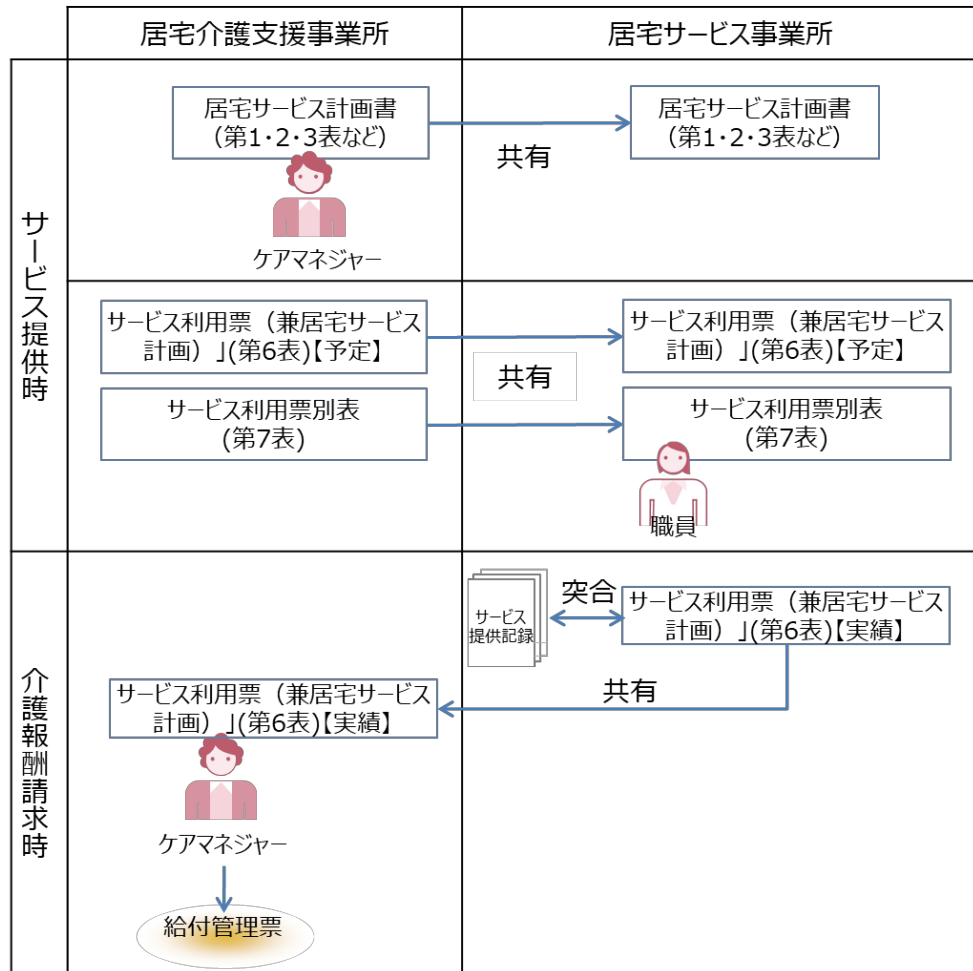 居宅介護支援事業所
居宅サービス事業所
サービス提供時
居宅サービス計画書
(第1・2・3表など)
共有
居宅サービス計画書
(第1・2・3表など)
ケアマネジャー
サービス利用票（兼居宅サービス
計画）」(第6表)【予定】
共有
サービス利用票（兼居宅サービス
計画）」(第6表)【予定】
サービス利用票別表
(第7表)
サービス利用票別表
(第7表)
職員
介護報酬請求時
サービス
提供記録
突合
サービス利用票（兼居宅サービス
計画）」(第6表)【実績】
共有
サービス利用票（兼居宅サービス
計画）」(第6表)【実績】
ケアマネジャー
給付管理票